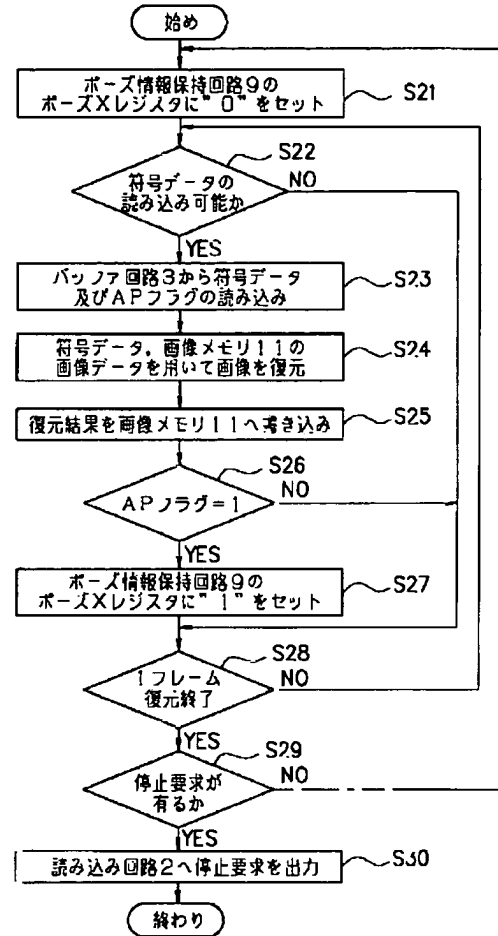 始め
ポーズ情報保持回路9の
ポーズXレジスタに"0"をセット
S21
S22
符号データの
読み込み可能か
NO
YES
バッファ回路3から符号データ
及びAPフラグの読み込み
S23
符号データ,画像メモリ11の
画像データを用いて画像を復元
S24
復元結果を画像メモリ11へ書き込み
S25
S26
APフラグ=1
NO
YES
ポーズ情報保持回路9の
ポーズXレジスタに"1"をセット
S27
S28
1フレーム
復元終了
NO
YES
S29
停止要求が
有るか
NO
YES
読み込み回路2へ停止要求を出力
S30
終わり